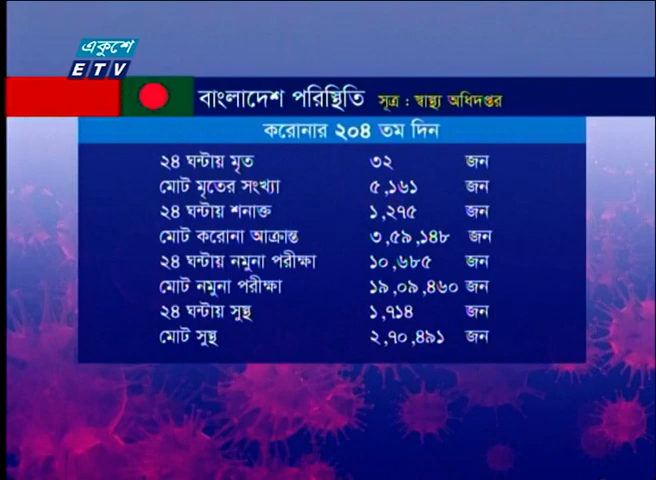 একুশে
ETV
বাংলাদেশ পরিস্থিতি সূত্র : স্বাস্থ্য অধিদপ্তর
করোনার ২০৪ তম দিন
২৪ ঘন্টায় মৃত ৩২ জন
মোট মৃতের সংখ্যা ৫,১৬১ জন
২৪ ঘন্টায় শনাক্ত ১,২৭৫ জন
মোট করোনা আক্রান্ত ৩,৫৯,১৪৮ জন
২৪ ঘন্টায় নমুনা পরীক্ষা ১০,৬৮৫ জন
মোট নমুনা পরীক্ষা ১৯,০৯,৪৬০ জন
২৪ ঘন্টায় সুস্থ ১,৭১৪ জন
মোট সুস্থ ২,৭০,৪৯১ জন